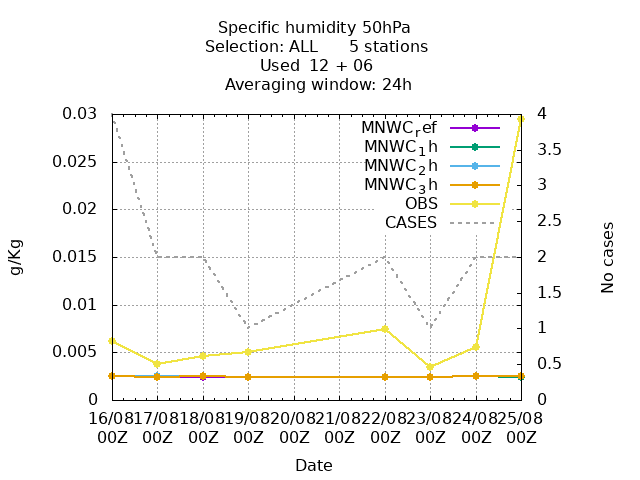 Specific humidity 50hPa
Selection: ALL 5 stations
Used 12 + 06
Averaging window: 24h
0.03
0.025
0.02
0.015
0.01
0.005
0
g/Kg
MNWC_ref
MNWC_1h
MNWC_2h
MNWC_3h
OBS
CASES
4
3.5
3
2.5
2
1.5
1
0.5
0
No cases
16/08 17/08 18/08 19/08 20/08 21/08 22/08 23/08 24/08 25/08
00Z 00Z 00Z 00Z 00Z 00Z 00Z 00Z 00Z 00Z
Date